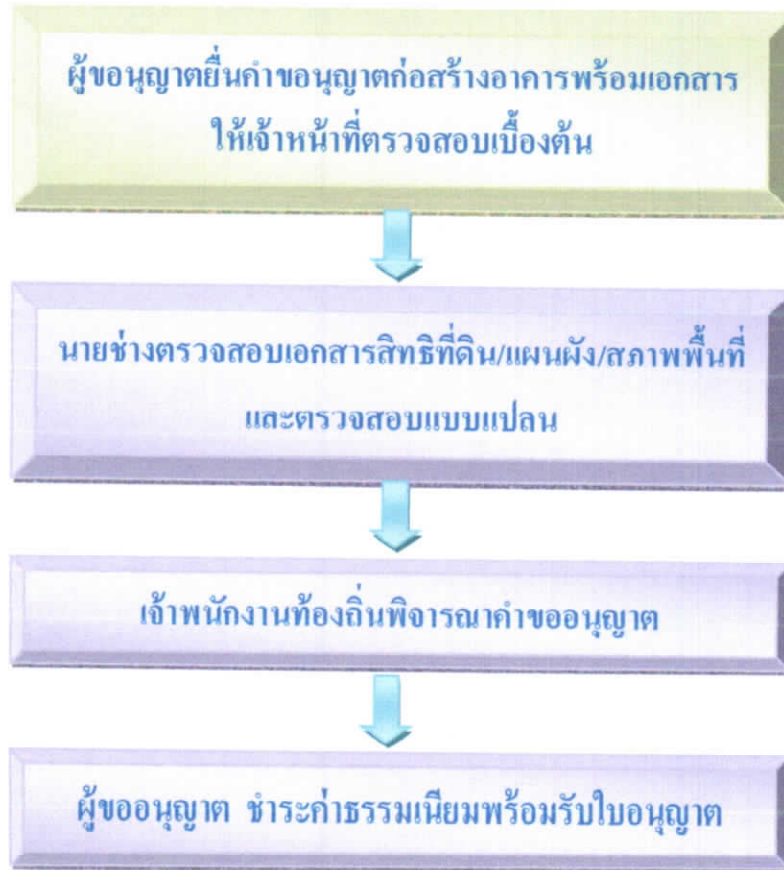 ผู้ขอนุญาตยื่นคำขอนุญาตก่อสร้างอาคารพร้อมเอกสาร
ให้เจ้าหน้าที่ตรวจสอบเบื้องต้น
นายช่างตรวจสอบเอกสารสิทธิที่ดิน/แผนผัง/สภาพพื้นที่
และตรวจสอบแบบแปลน
เจ้าพนักงานท้องถิ่นพิจารณาคำขออนุญาต
ผู้ขออนุญาต ชำระค่าธรรมเนียมพร้อมรับใบอนุญาต